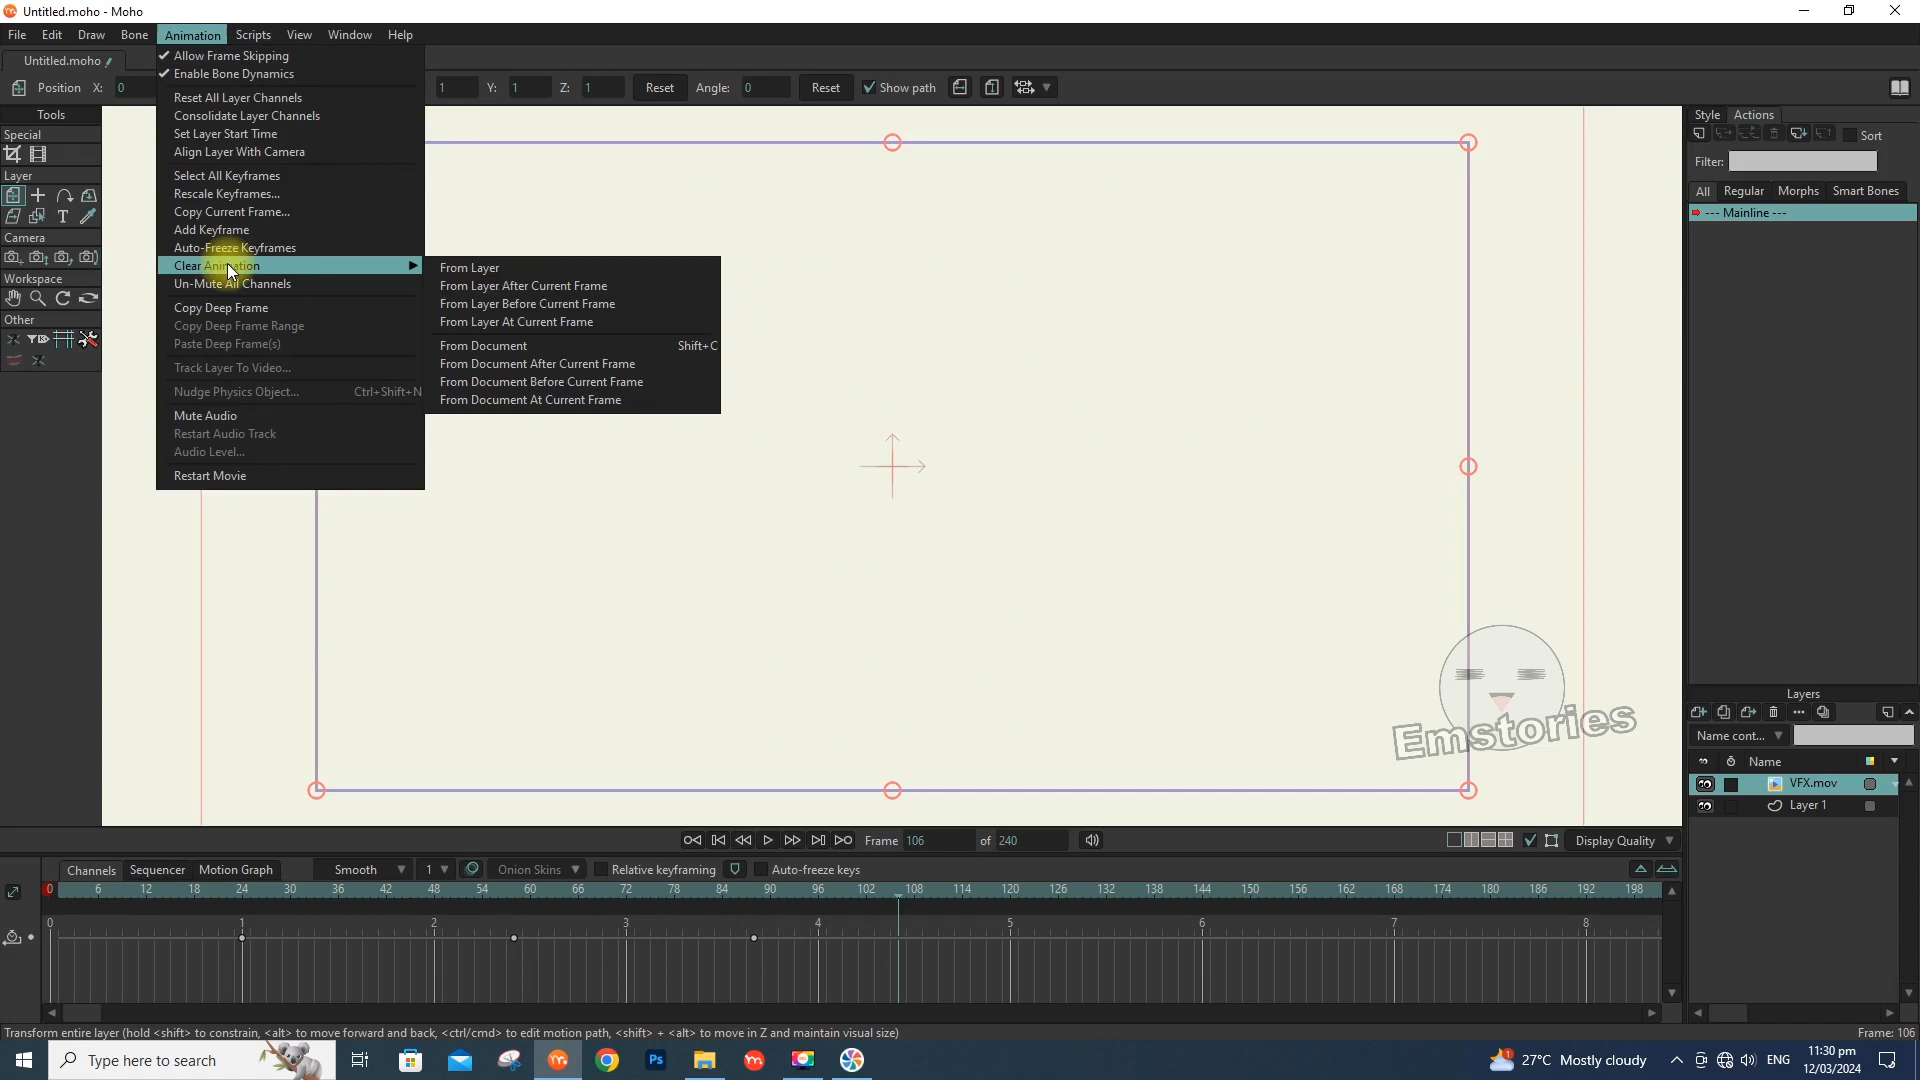 Untitled.moho - Moho
File Edit Draw Bone Animation Scripts View Window Help
Untitled.moho
Position X: 0 1 Y: 1 Z: 1 Reset Angle: 0 Reset Show path
Allow Frame Skipping
Enable Bone Dynamics
Reset All Layer Channels
Consolidate Layer Channels
Set Layer Start Time
Align Layer With Camera
Select All Keyframes
Rescale Keyframes...
Copy Current Frame...
Add Keyframe
Auto-Freeze Keyframes
Clear Animation
Un-Mute All Channels
Copy Deep Frame
Copy Deep Frame Range
Paste Deep Frame(s)
Track Layer To Video...
Nudge Physics Object... Ctrl+Shift+N
Mute Audio
Restart Audio Track
Audio Level...
Restart Movie
From Layer
From Layer After Current Frame
From Layer Before Current Frame
From Layer At Current Frame
From Document Shift+C
From Document After Current Frame
From Document Before Current Frame
From Document At Current Frame
Tools
Special
Layer
Camera
Workspace
Other
Style Actions
Sort
Filter:
All Regular Morphs Smart Bones
--- Mainline ---
Emstories
Layers
Name cont...
Name
VFX.mov
Layer 1
Frame 106 of 240 Display Quality
Channels Sequencer Motion Graph Smooth 1 Onion Skins Relative keyframing Auto-freeze keys
0 6 12 18 24 30 36 42 48 54 60 66 72 78 84 90 96 102 108 114 120 126 132 138 144 150 156 162 168 174 180 186 192 198
0 1 2 3 4 5 6 7 8
Transform entire layer (hold <shift> to constrain, <alt> to move forward and back, <ctrl/cmd> to edit motion path, <shift> + <alt> to move in Z and maintain visual size) Frame: 106
Type here to search
Ps
27°C Mostly cloudy
ENG
11:30 pm
12/03/2024